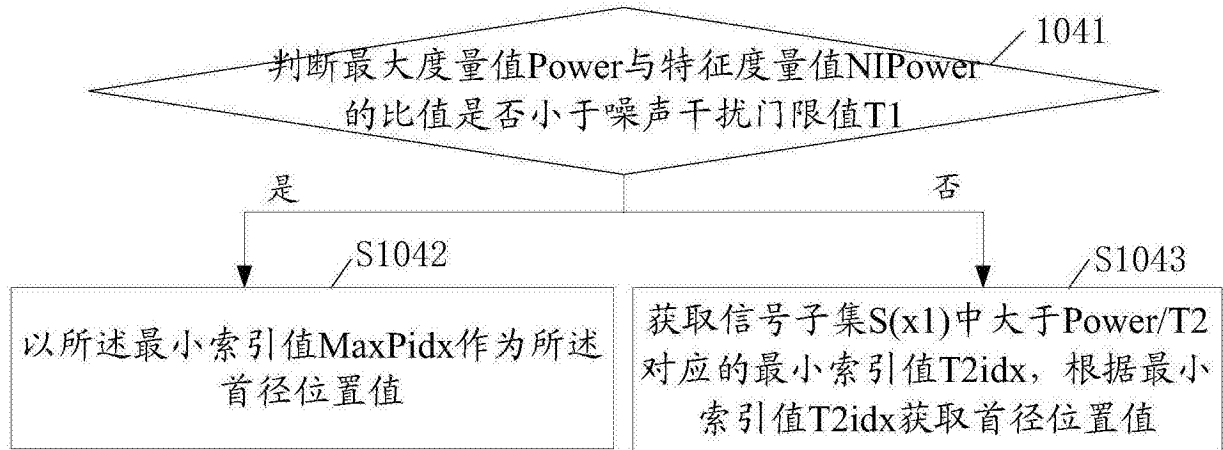 1041
判断最大度量值Power与特征度量值NIPower
的比值是否小于噪声干扰门限值T1
是
否
S1042
S1043
以所述最小索引值MaxPidx作为所述
首径位置值
获取信号子集S(x1)中大于Power/T2
对应的最小索引值T2idx，根据最小
索引值T2idx获取首径位置值